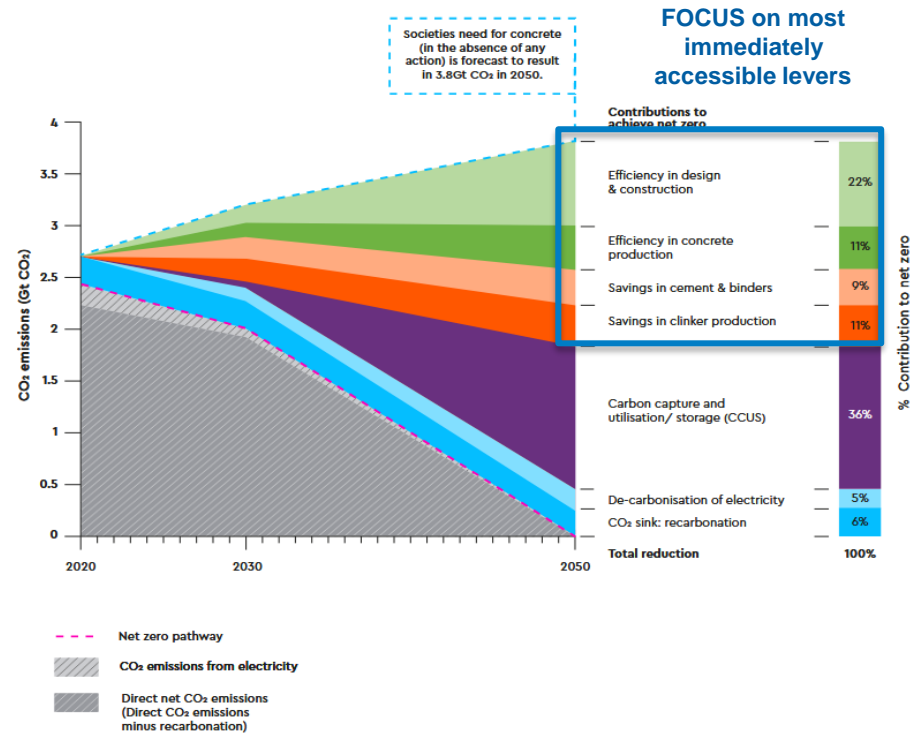 FOCUS on most
immediately
accessible levers
Societies need for concrete
(in the absence of any
action) is forecast to result
in 3.8Gt CO₂ in 2050.
Contributions to
achieve net zero
4
3.5
3
2.5
2
1.5
1
0.5
0
CO₂ emissions (Gt CO₂)
2020
2030
2050
Efficiency in design
& construction
22%
Efficiency in concrete
production
11%
Savings in cement & binders
9%
Savings in clinker production
11%
Carbon capture and
utilisation/ storage (CCUS)
36%
De-carbonisation of electricity
5%
CO₂ sink: recarbonation
6%
Total reduction
100%
% Contribution to net zero
Net zero pathway
CO₂ emissions from electricity
Direct net CO₂ emissions
(Direct CO₂ emissions
minus recarbonation)